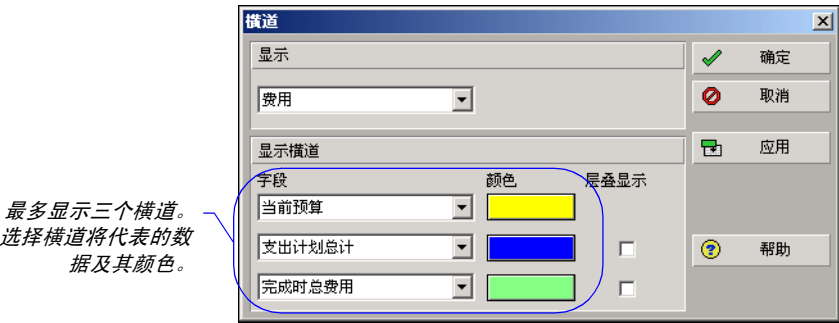 横道
显示
费用
显示横道
字段 颜色 层叠显示
当前预算
支出计划总计
完成时总费用
确定
取消
应用
帮助
最多显示三个横道。
选择横道将代表的数
据及其颜色。